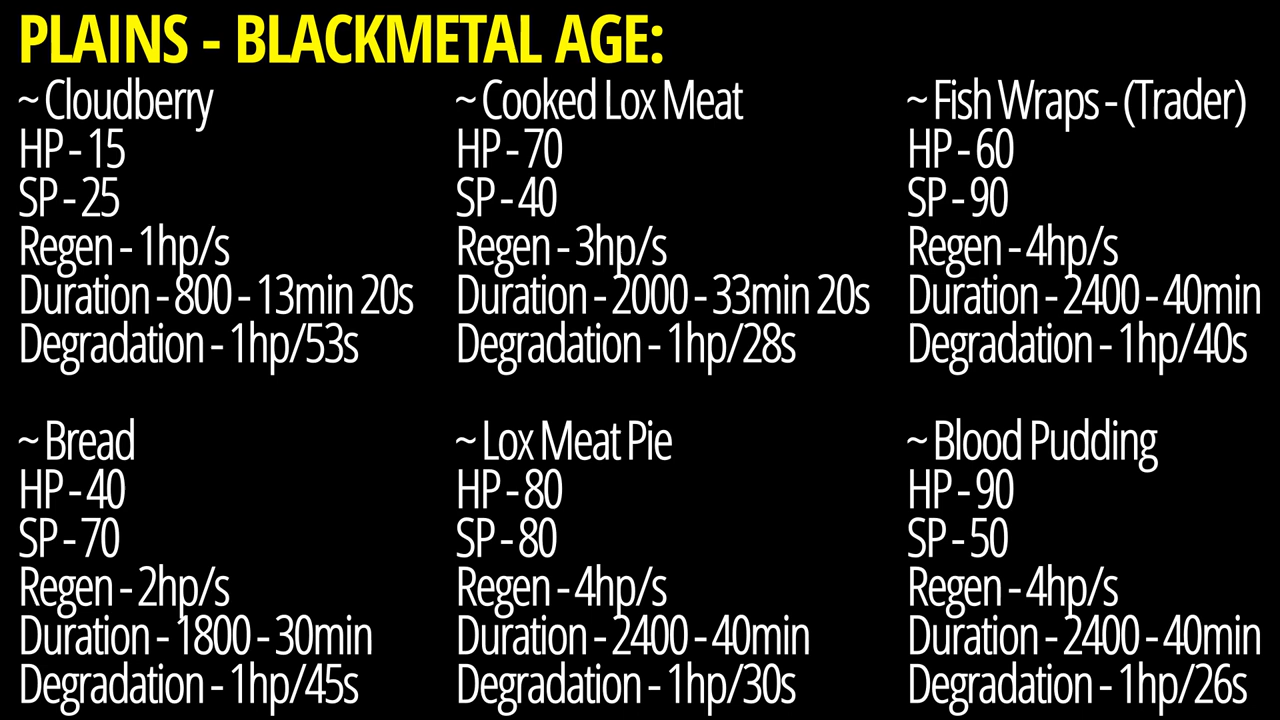 PLAINS - BLACKMETAL AGE:
~ Cloudberry
HP - 15
SP - 25
Regen - 1hp/s
Duration - 800 - 13min 20s
Degradation - 1hp/53s
~ Cooked Lox Meat
HP - 70
SP - 40
Regen - 3hp/s
Duration - 2000 - 33min 20s
Degradation - 1hp/28s
~ Fish Wraps - (Trader)
HP - 60
SP - 90
Regen - 4hp/s
Duration - 2400 - 40min
Degradation - 1hp/40s
~ Bread
HP - 40
SP - 70
Regen - 2hp/s
Duration - 1800 - 30min
Degradation - 1hp/45s
~ Lox Meat Pie
HP - 80
SP - 80
Regen - 4hp/s
Duration - 2400 - 40min
Degradation - 1hp/30s
~ Blood Pudding
HP - 90
SP - 50
Regen - 4hp/s
Duration - 2400 - 40min
Degradation - 1hp/26s